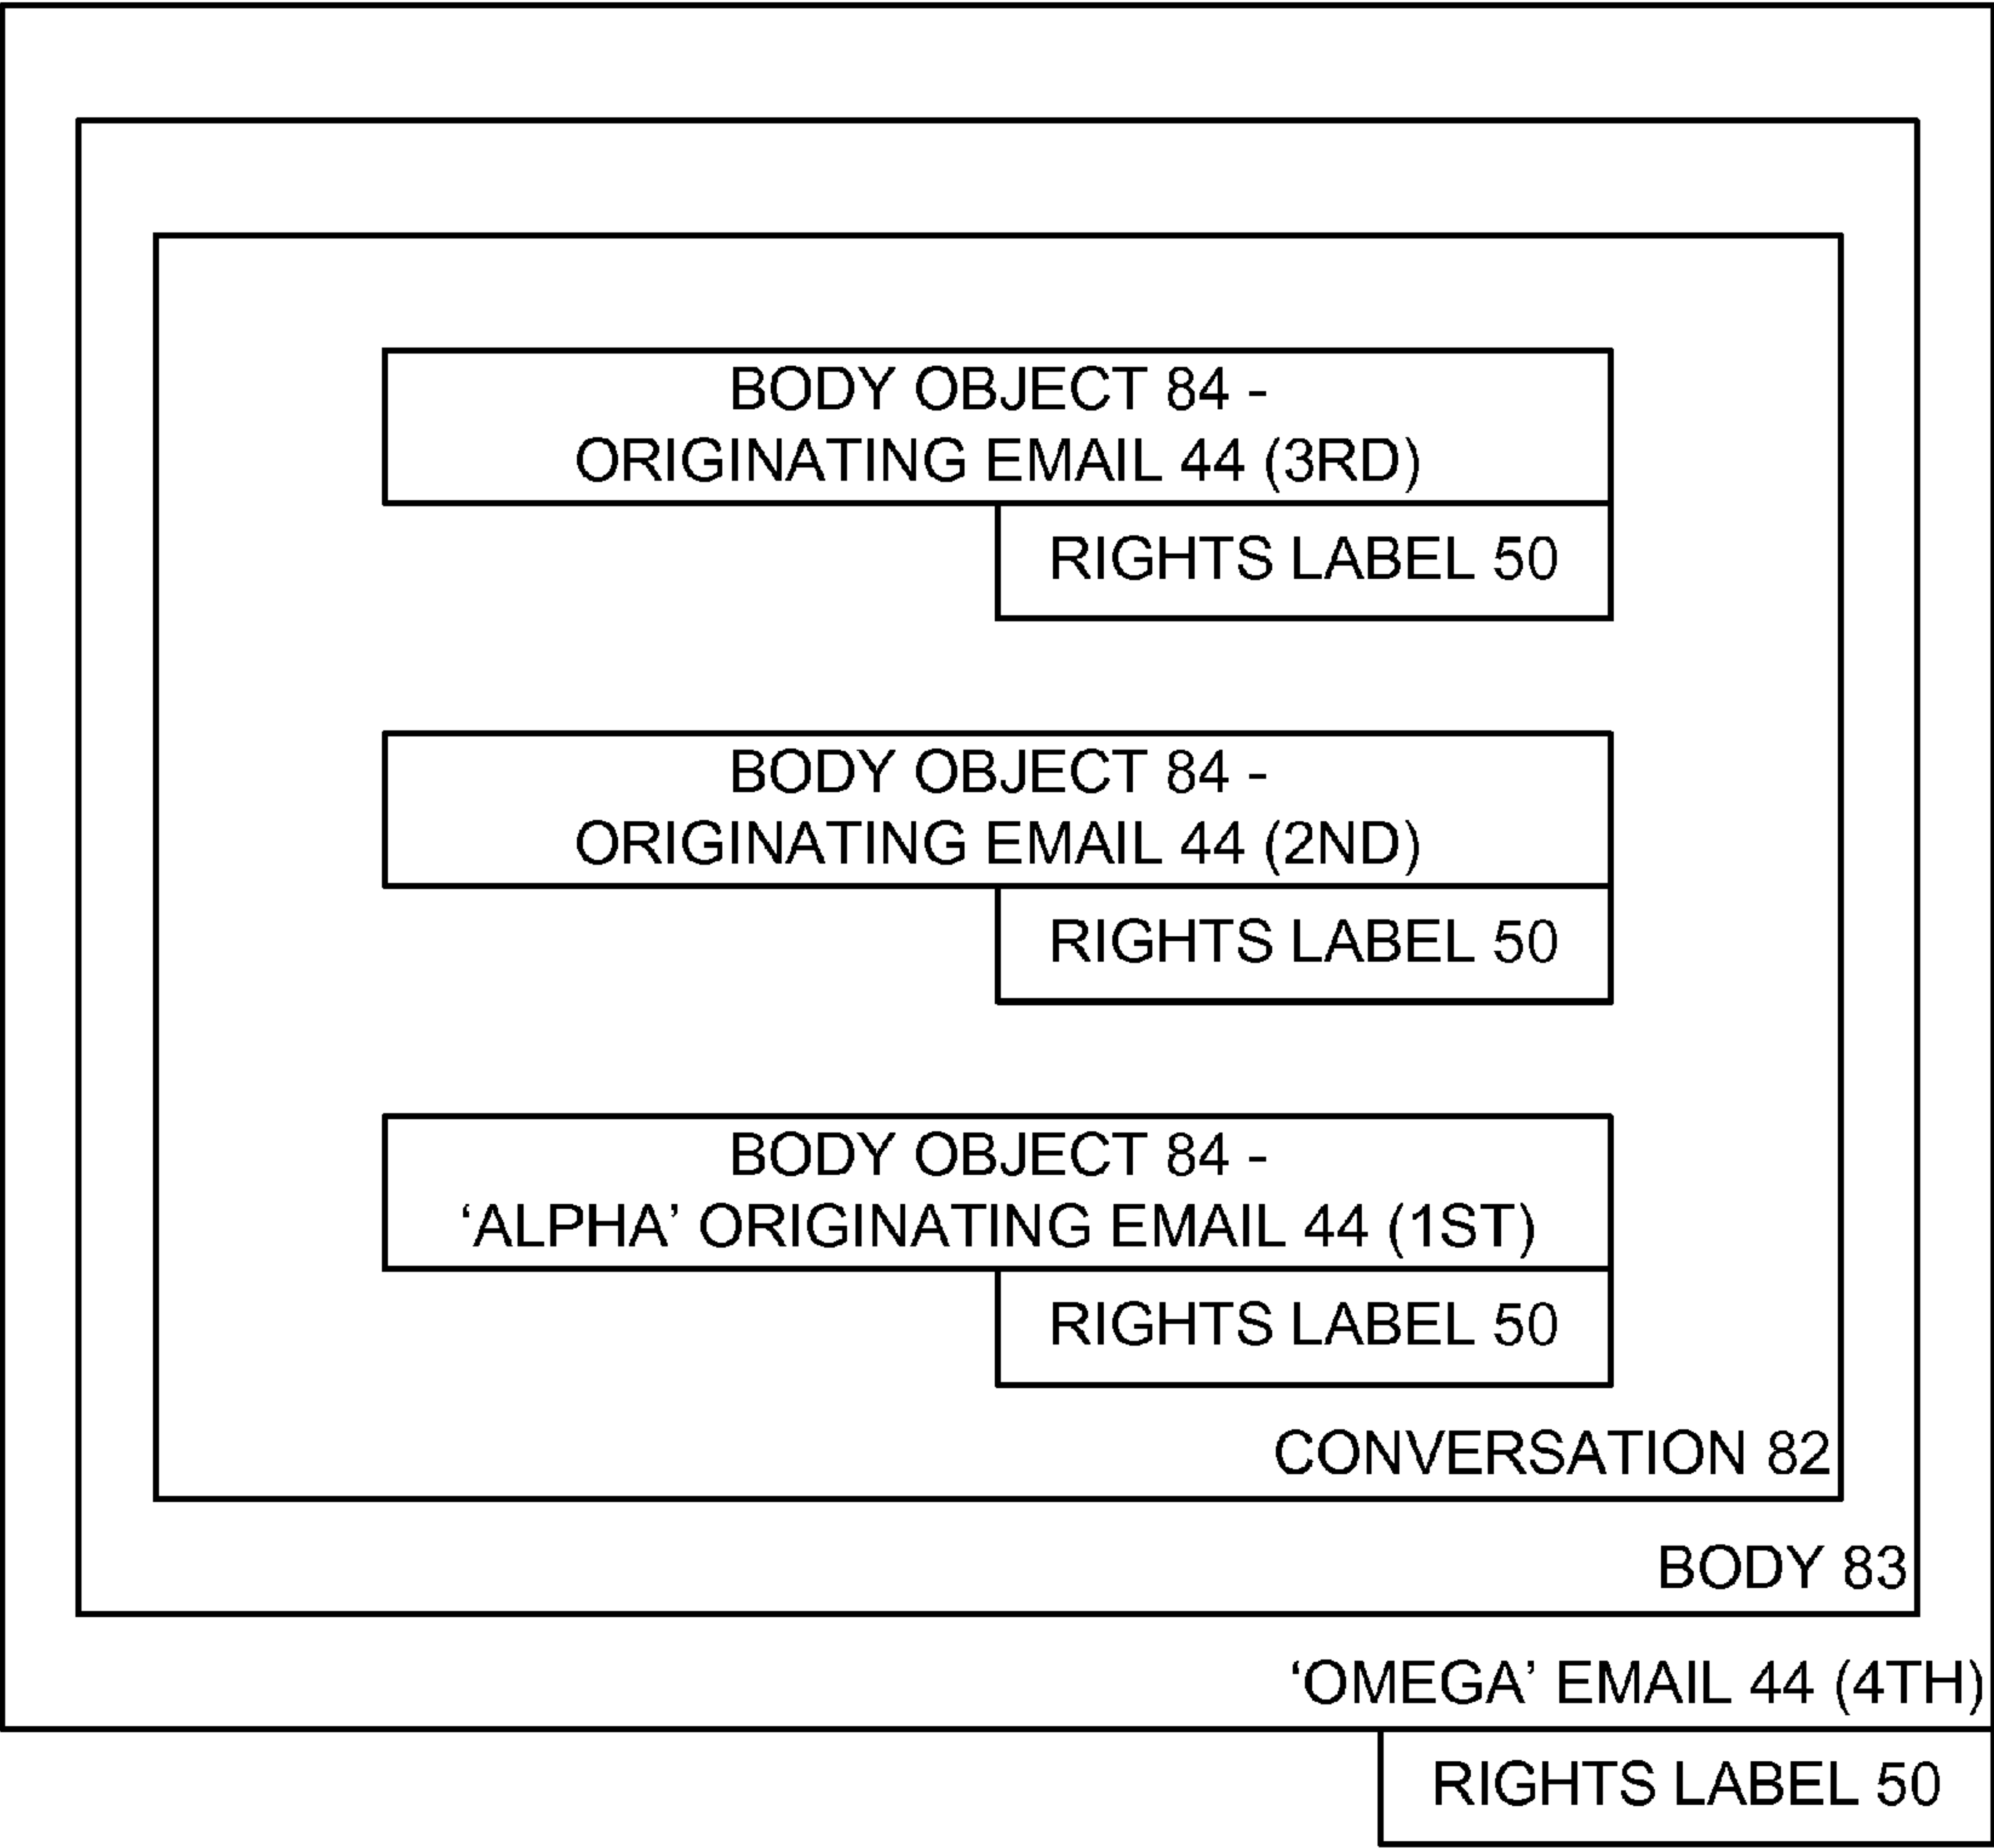 BODY OBJECT 84 -
ORIGINATING EMAIL 44 (3RD)
RIGHTS LABEL 50
BODY OBJECT 84 -
ORIGINATING EMAIL 44 (2ND)
RIGHTS LABEL 50
BODY OBJECT 84 -
‘ALPHA’ ORIGINATING EMAIL 44 (1ST)
RIGHTS LABEL 50
CONVERSATION 82
BODY 83
‘OMEGA’ EMAIL 44 (4TH)
RIGHTS LABEL 50